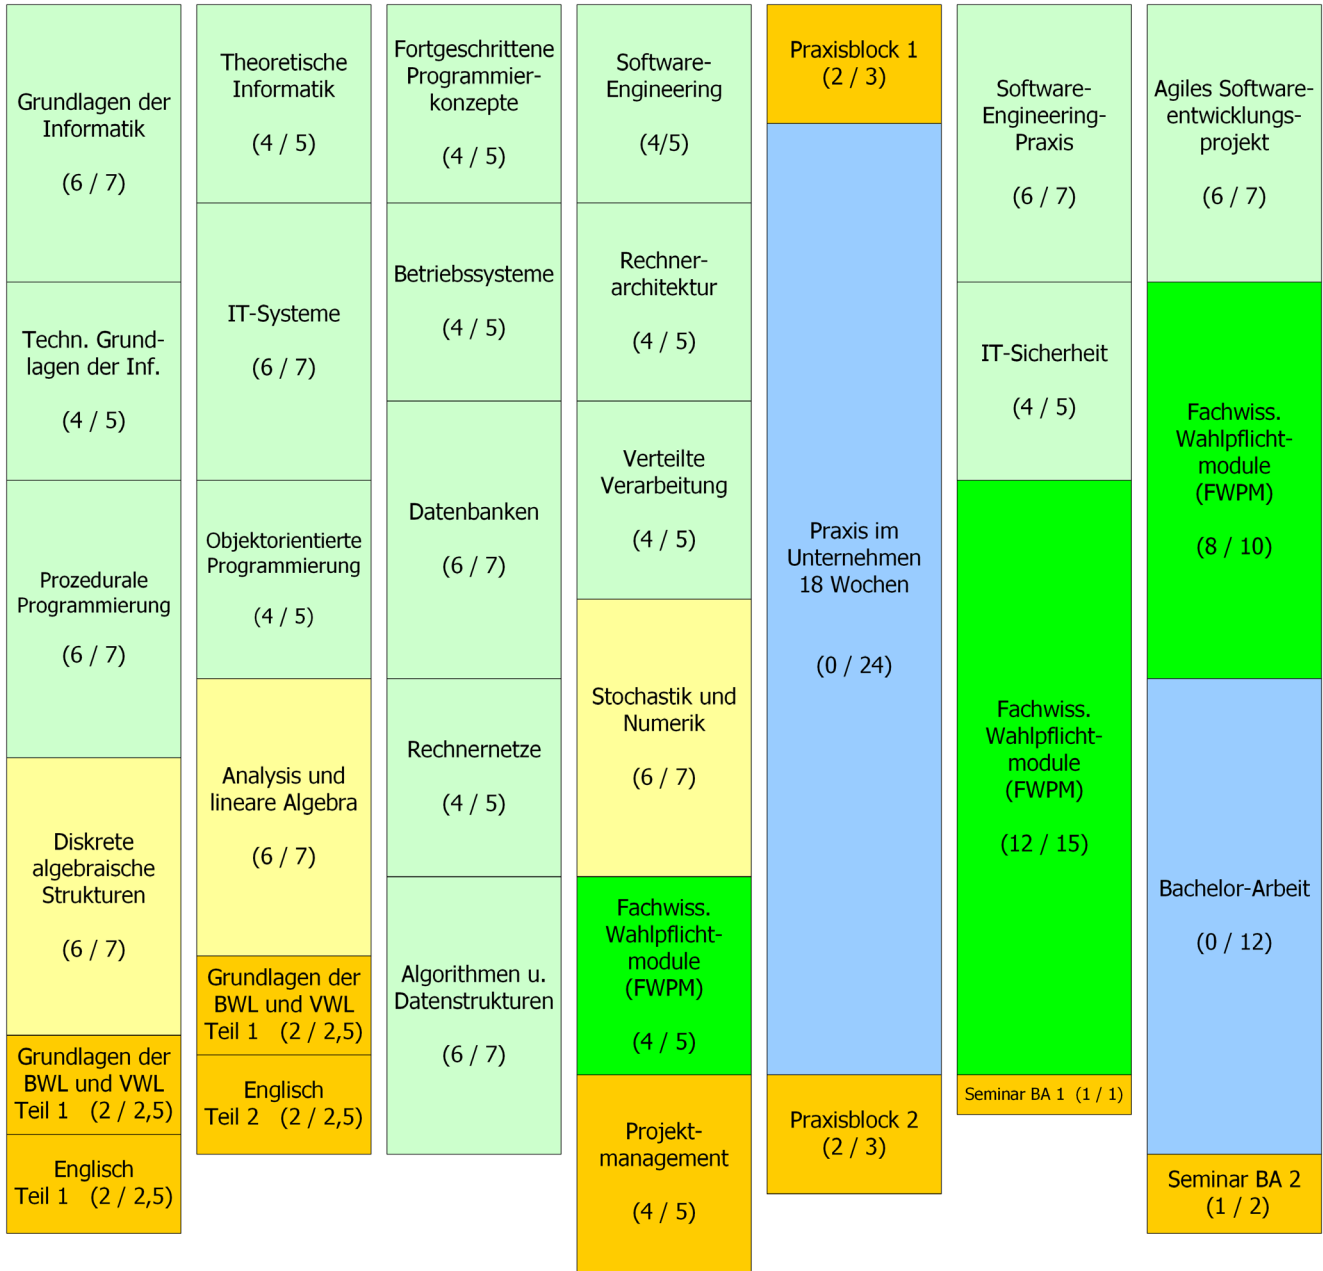 Grundlagen der
Informatik
(6 / 7)
Techn. Grund-
lagen der Inf.
(4 / 5)
Prozedurale
Programmierung
(6 / 7)
Diskrete
algebraische
Strukturen
(6 / 7)
Grundlagen der
BWL und VWL
Teil 1 (2 / 2,5)
Englisch
Teil 1 (2 / 2,5)
Theoretische
Informatik
(4 / 5)
IT-Systeme
(6 / 7)
Objektorientierte
Programmierung
(4 / 5)
Analysis und
lineare Algebra
(6 / 7)
Grundlagen der
BWL und VWL
Teil 1 (2 / 2,5)
Englisch
Teil 2 (2 / 2,5)
Fortgeschrittene
Programmier-
konzepte
(4 / 5)
Betriebssysteme
(4 / 5)
Datenbanken
(6 / 7)
Rechnernetze
(4 / 5)
Algorithmen u.
Datenstrukturen
(6 / 7)
Software-
Engineering
(4/5)
Rechner-
architektur
(4 / 5)
Verteilte
Verarbeitung
(4 / 5)
Stochastik und
Numerik
(6 / 7)
Fachwiss.
Wahlpflicht-
module
(FWPM)
(4 / 5)
Projekt-
management
(4 / 5)
Praxisblock 1
(2 / 3)
Praxis im
Unternehmen
18 Wochen
(0 / 24)
Praxisblock 2
(2 / 3)
Software-
Engineering-
Praxis
(6 / 7)
IT-Sicherheit
(4 / 5)
Fachwiss.
Wahlpflicht-
module
(FWPM)
(12 / 15)
Seminar BA 1 (1 / 1)
Agiles Software-
entwicklungs-
projekt
(6 / 7)
Fachwiss.
Wahlpflicht-
module
(FWPM)
(8 / 10)
Bachelor-Arbeit
(0 / 12)
Seminar BA 2
(1 / 2)